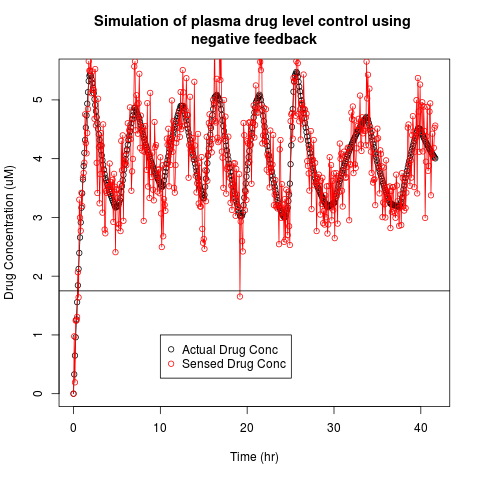 Simulation of plasma drug level control using
negative feedback
Drug Concentration (uM)
5
4
3
2
1
0
Actual Drug Conc
Sensed Drug Conc
0 10 20 30 40
Time (hr)